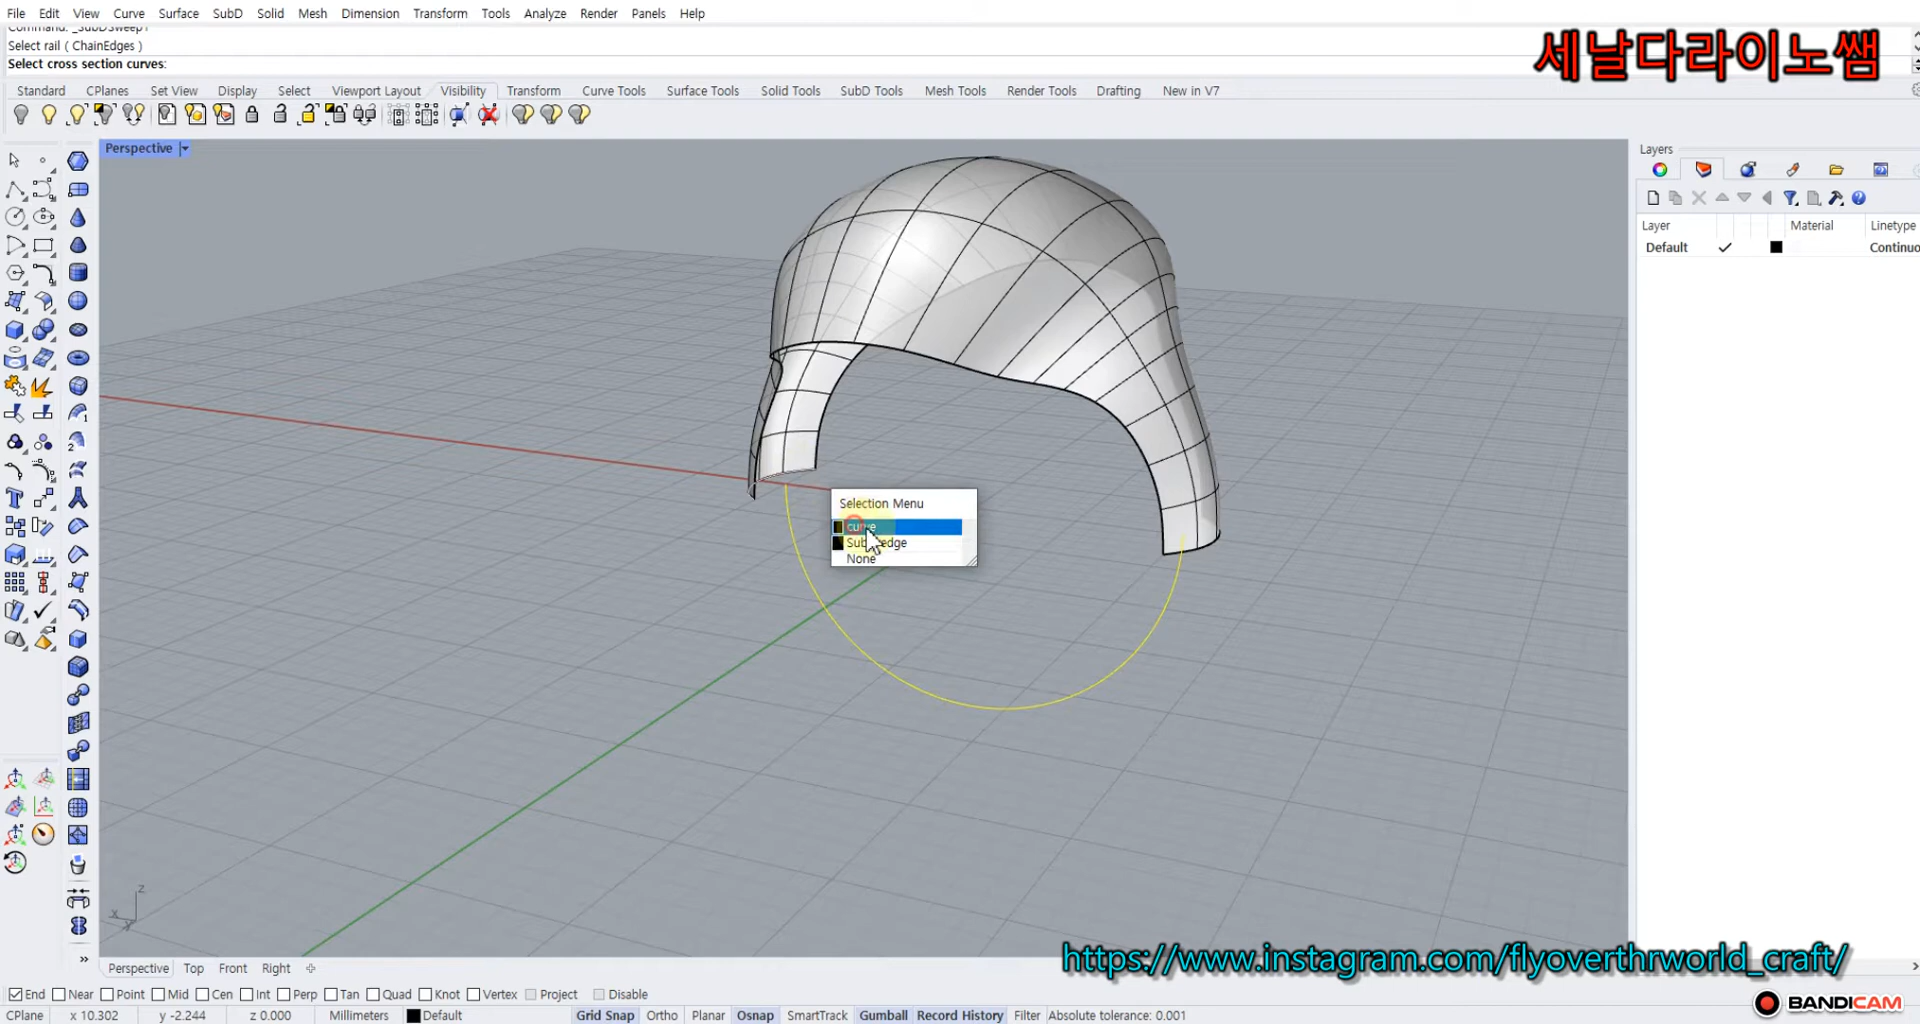 File Edit View Curve Surface SubD Solid Mesh Dimension Transform Tools Analyze Render Panels Help
Command: _SubDSweep1
Select rail ( ChainEdges )
Select cross section curves:
세날다라이노쌤
Standard CPlanes Set View Display Select Viewport Layout Visibility Transform Curve Tools Surface Tools Solid Tools SubD Tools Mesh Tools Render Tools Drafting New in V7
Perspective
Layers
Layer Material Linetype
Default Continuo
Selection Menu
curve
edge
None
z
x
y
https://www.instagram.com/flyoverthrworld_craft/
Perspective Top Front Right
End Near Point Mid Cen Int Perp Tan Quad Knot Vertex Project Disable
BANDICAM
CPlane x 10.302 y -2.244 z 0.000 Millimeters Default Grid Snap Ortho Planar Osnap SmartTrack Gumball Record History Filter Absolute tolerance: 0.001